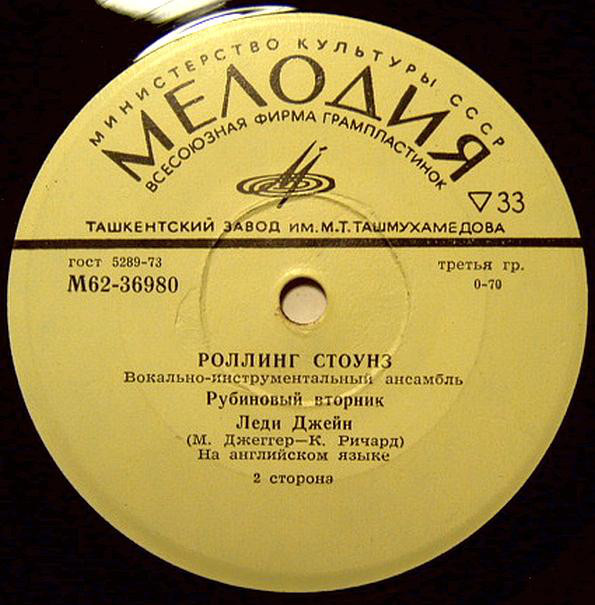 МИНИСТЕРСТВО КУЛЬТУРЫ СССР
МЕЛОДИЯ
ВСЕСОЮЗНАЯ ФИРМА ГРАМПЛАСТИНОК
▽33
ТАШКЕНТСКИЙ ЗАВОД ИМ. М.Т. ТАШМУХАМЕДОВА
гост 5289-73
третья гр.
М62-36980
0-70
РОЛЛИНГ СТОУНЗ
Вокально-инструментальный ансамбль
Рубиновый вторник
Леди Джейн
(М. Джеггер—К. Ричард)
На английском языке
2 сторона